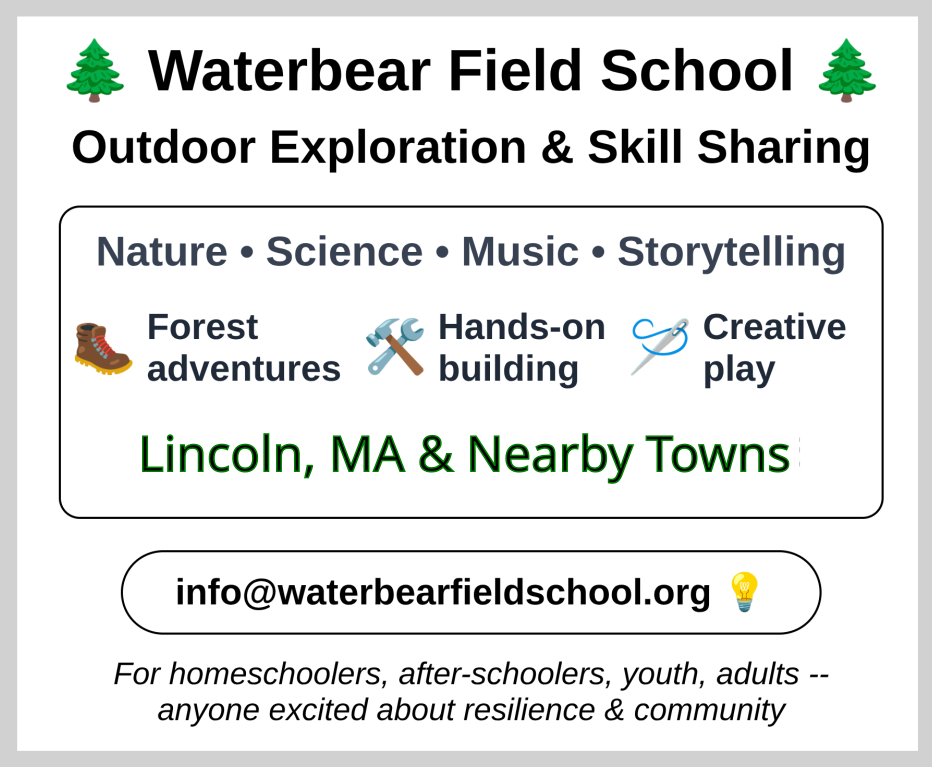 🌲 Waterbear Field School 🌲
Outdoor Exploration & Skill Sharing
Nature • Science • Music • Storytelling
🥾 Forest adventures
🛠️ Hands-on building
🪡 Creative play
Lincoln, MA & Nearby Towns
info@waterbearfieldschool.org 💡
For homeschoolers, after-schoolers, youth, adults --
anyone excited about resilience & community